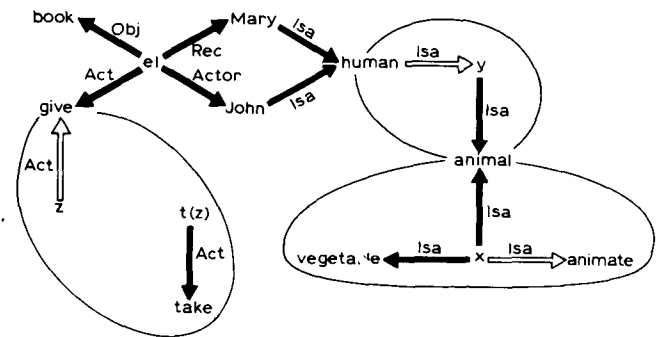 book
Obj
Mary
Isa
Rec
el
Act
Actor
human
Isa
y
give
John
Isa
Isa
animal
Act
z
t(z)
Isa
Act
Isa
Isa
x
animate
take